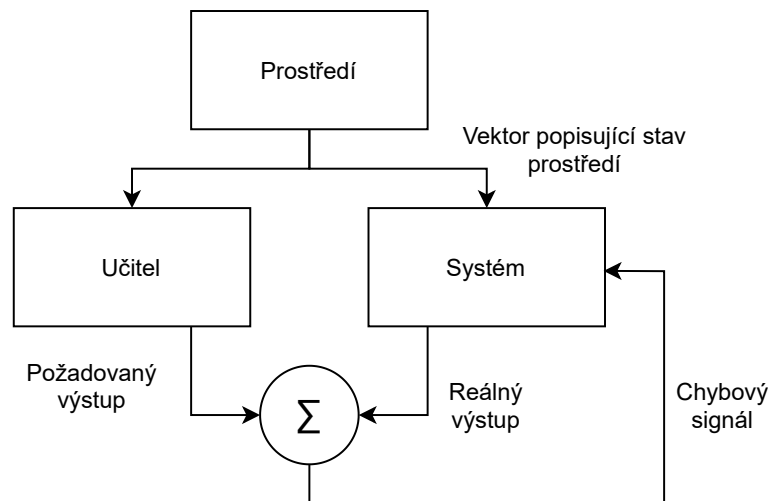 Prostředí
Vektor popisující stav
prostředí
Učitel
Systém
Požadovaný
výstup
∑
Reálný
výstup
Chybový
signál